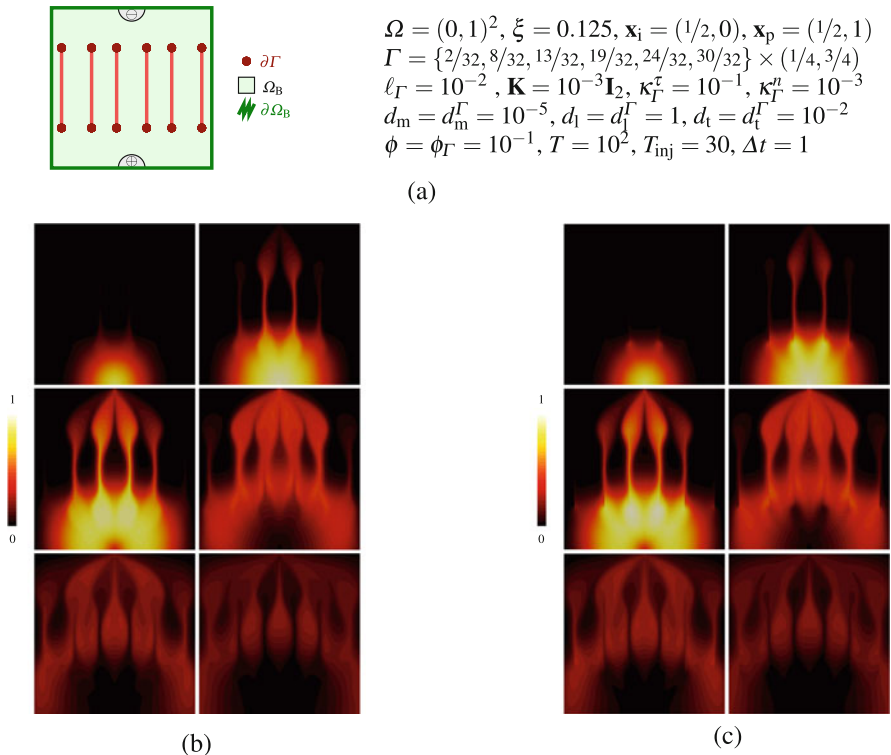 ∂Γ
Ω_B
∂Ω_B
Ω = (0, 1)², ξ = 0.125, x_i = (1/2, 0), x_p = (1/2, 1)
Γ = {2/32, 8/32, 13/32, 19/32, 24/32, 30/32} × (1/4, 3/4)
ℓ_Γ = 10⁻² , K = 10⁻³I₂, κ_Γ^τ = 10⁻¹, κ_Γ^n = 10⁻³
d_m = d_m^Γ = 10⁻⁵, d_l = d_l^Γ = 1, d_t = d_t^Γ = 10⁻²
ϕ = ϕ_Γ = 10⁻¹, T = 10², T_inj = 30, Δt = 1
(a)
1
0
1
0
(b)
(c)